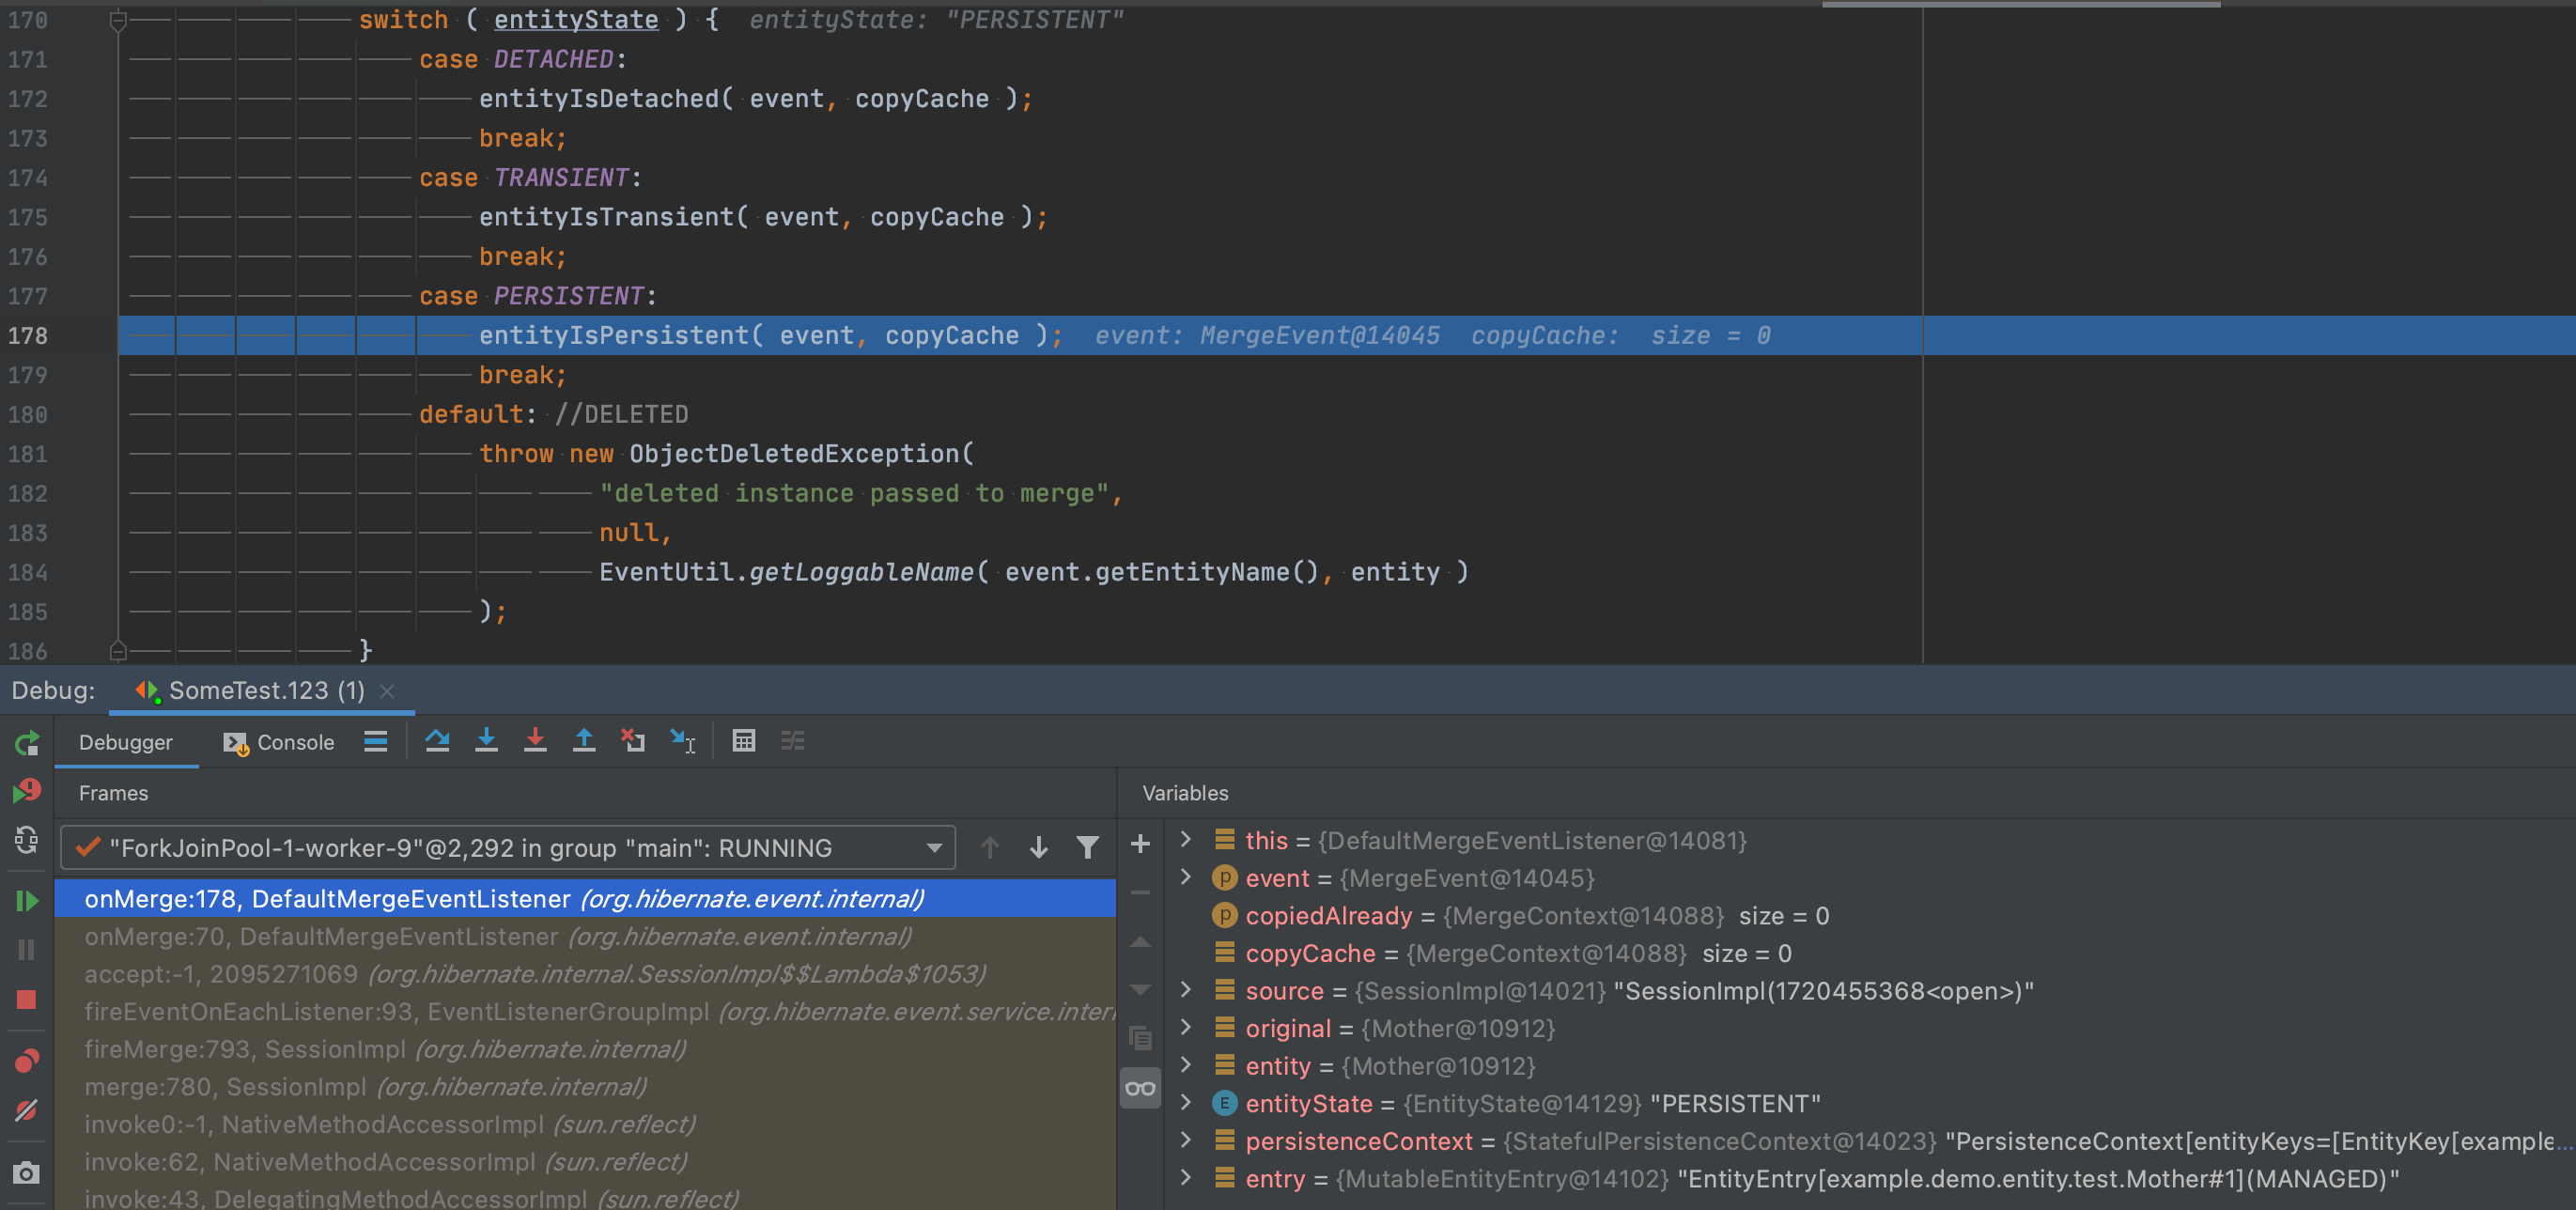 170 switch ( entityState ) { entityState: "PERSISTENT"
171 case DETACHED:
172 entityIsDetached( event, copyCache );
173 break;
174 case TRANSIENT:
175 entityIsTransient( event, copyCache );
176 break;
177 case PERSISTENT:
178 entityIsPersistent( event, copyCache ); event: MergeEvent@14045 copyCache: size = 0
179 break;
180 default: //DELETED
181 throw new ObjectDeletedException(
182 "deleted instance passed to merge",
183 null,
184 EventUtil.getLoggableName( event.getEntityName(), entity )
185 );
186 }
Debug: SomeTest.123 (1)
Debugger Console
Frames
"ForkJoinPool-1-worker-9"@2,292 in group "main": RUNNING
onMerge:178, DefaultMergeEventListener (org.hibernate.event.internal)
onMerge:70, DefaultMergeEventListener (org.hibernate.event.internal)
accept:-1, 2095271069 (org.hibernate.internal.SessionImpl$$Lambda$1053)
fireEventOnEachListener:93, EventListenerGroupImpl (org.hibernate.event.service.inter
fireMerge:793, SessionImpl (org.hibernate.internal)
merge:780, SessionImpl (org.hibernate.internal)
invoke0:-1, NativeMethodAccessorImpl (sun.reflect)
invoke:62, NativeMethodAccessorImpl (sun.reflect)
invoke:43, DelegatingMethodAccessorImpl (sun.reflect)
Variables
this = {DefaultMergeEventListener@14081}
event = {MergeEvent@14045}
copiedAlready = {MergeContext@14088} size = 0
copyCache = {MergeContext@14088} size = 0
source = {SessionImpl@14021} "SessionImpl(1720455368<open>)"
original = {Mother@10912}
entity = {Mother@10912}
entityState = {EntityState@14129} "PERSISTENT"
persistenceContext = {StatefulPersistenceContext@14023} "PersistenceContext[entityKeys=[EntityKey[example...
entry = {MutableEntityEntry@14102} "EntityEntry[example.demo.entity.test.Mother#1](MANAGED)"